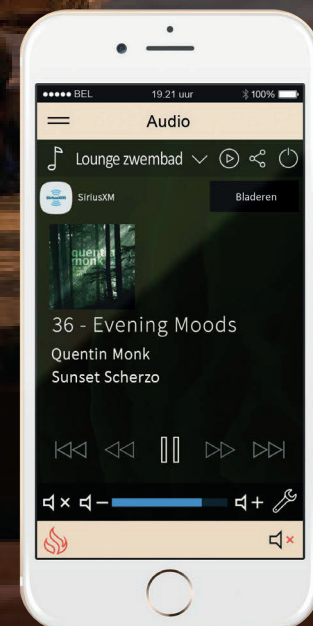 BEL 19.21 uur 100%
Audio
Lounge zwembad
SiriusXM SiriusXM Bladeren
quentin
monk
36 - Evening Moods
Quentin Monk
Sunset Scherzo